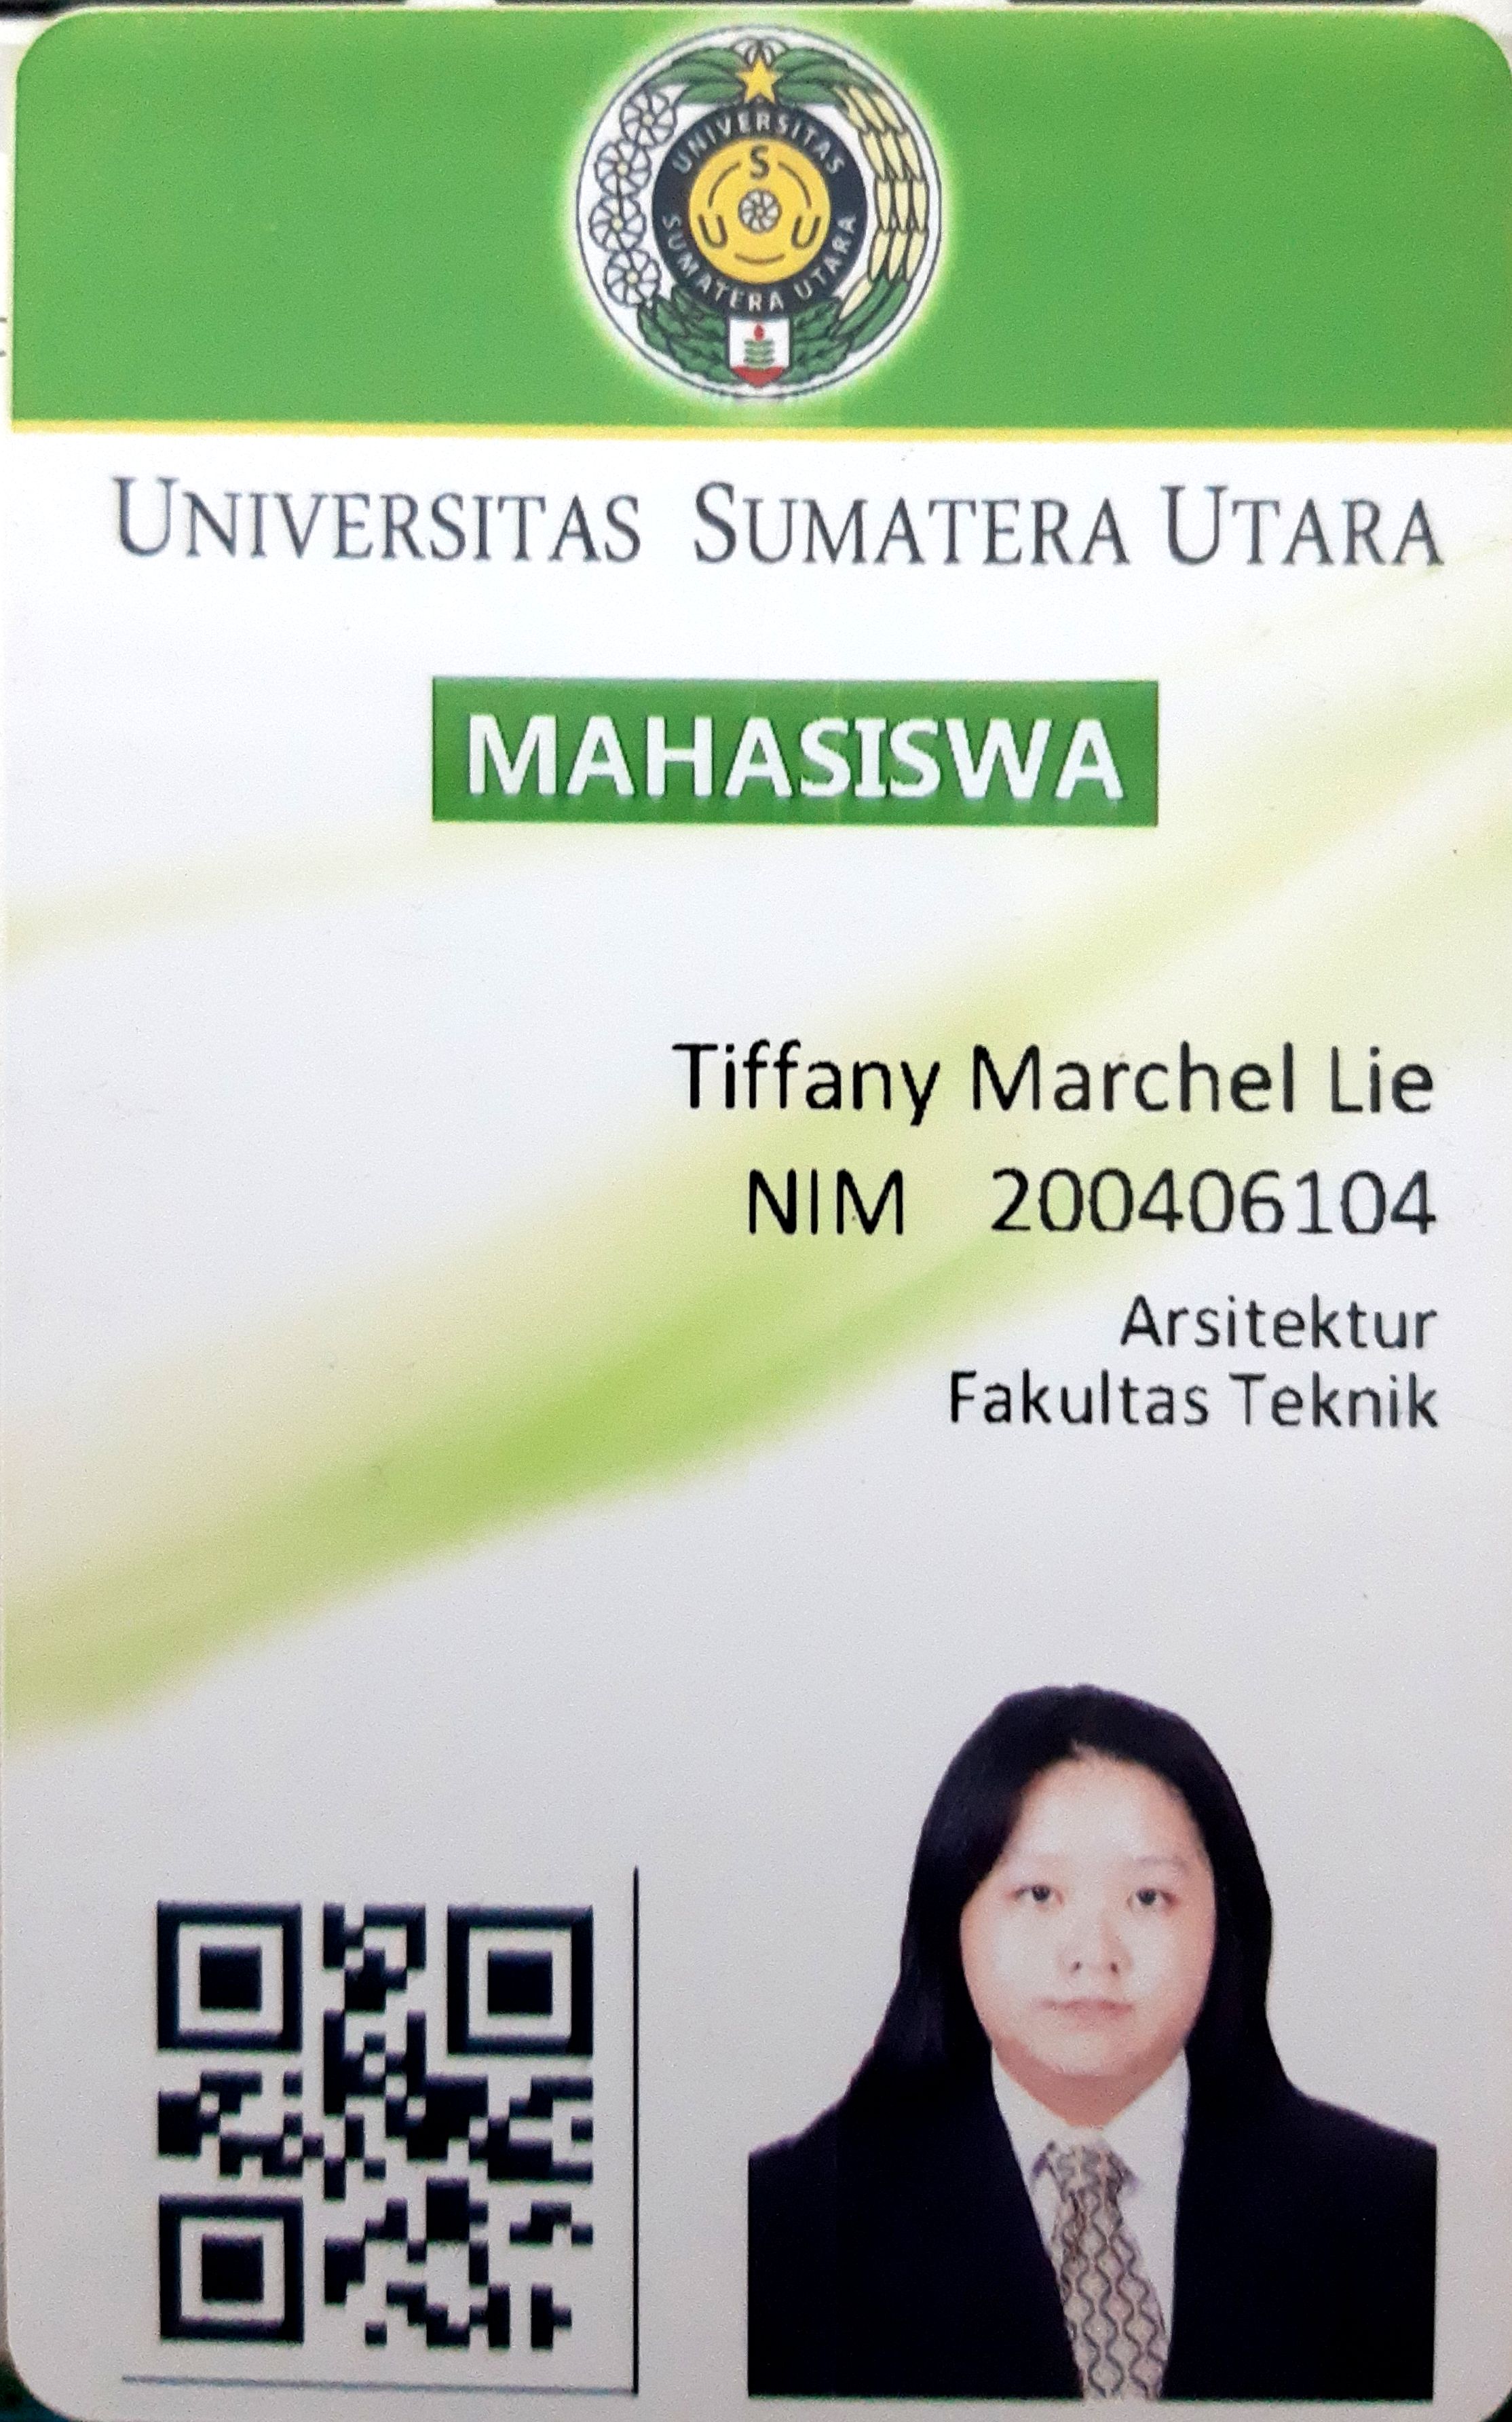 UNIVERSITAS
S
U U
SUMATERA UTARA
UNIVERSITAS SUMATERA UTARA
MAHASISWA
Tiffany Marchel Lie
NIM 200406104
Arsitektur
Fakultas Teknik